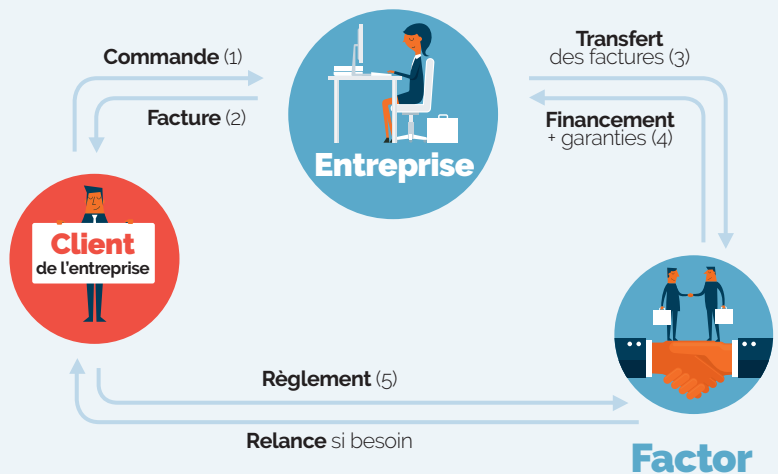 Commande (1)
Facture (2)
Entreprise
Transfert
des factures (3)
Financement
+ garanties (4)
Client
de l'entreprise
Règlement (5)
Relance si besoin
Factor